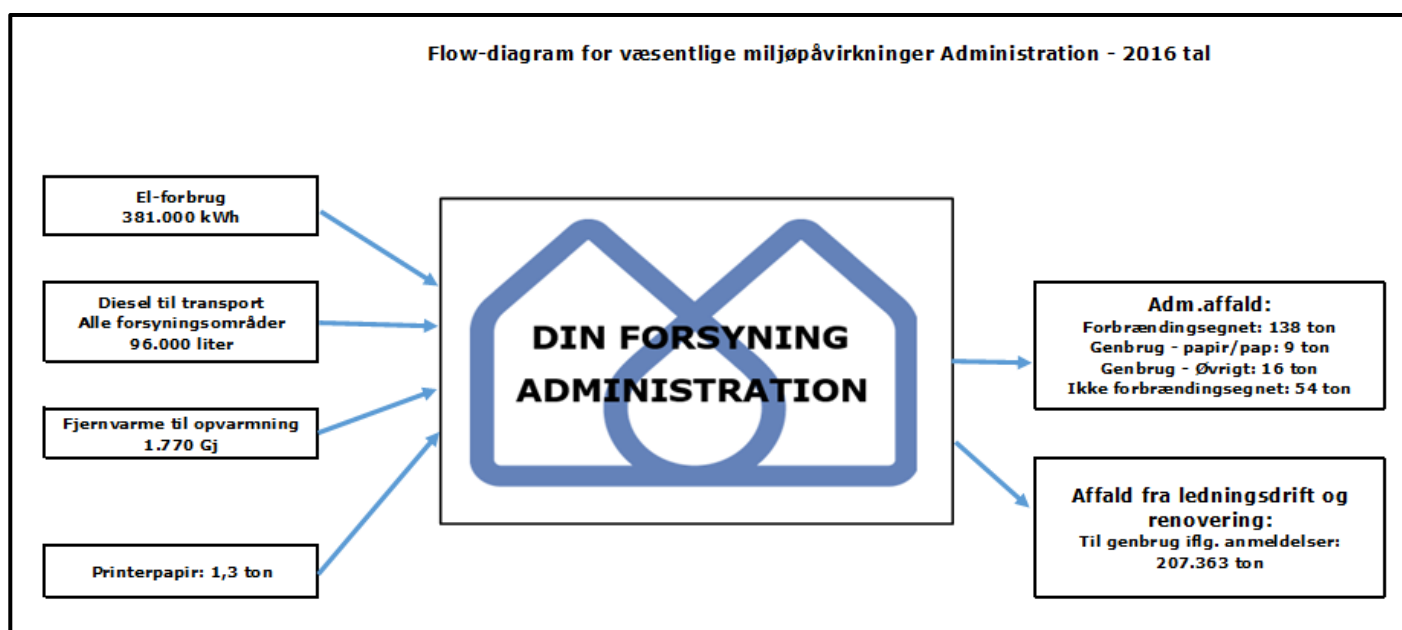 Flow-diagram for væsentlige miljøpåvirkninger Administration - 2016 tal
El-forbrug
381.000 kWh
Diesel til transport
Alle forsyningsområder
96.000 liter
Fjernvarme til opvarmning
1.770 Gj
Printerpapir: 1,3 ton
DIN FORSYNING
ADMINISTRATION
Adm.affald:
Forbrændingsegnet: 138 ton
Genbrug - papir/pap: 9 ton
Genbrug - Øvrigt: 16 ton
Ikke forbrændingsegnet: 54 ton
Affald fra ledningsdrift og
renovering:
Til genbrug iflg. anmeldelser:
207.363 ton